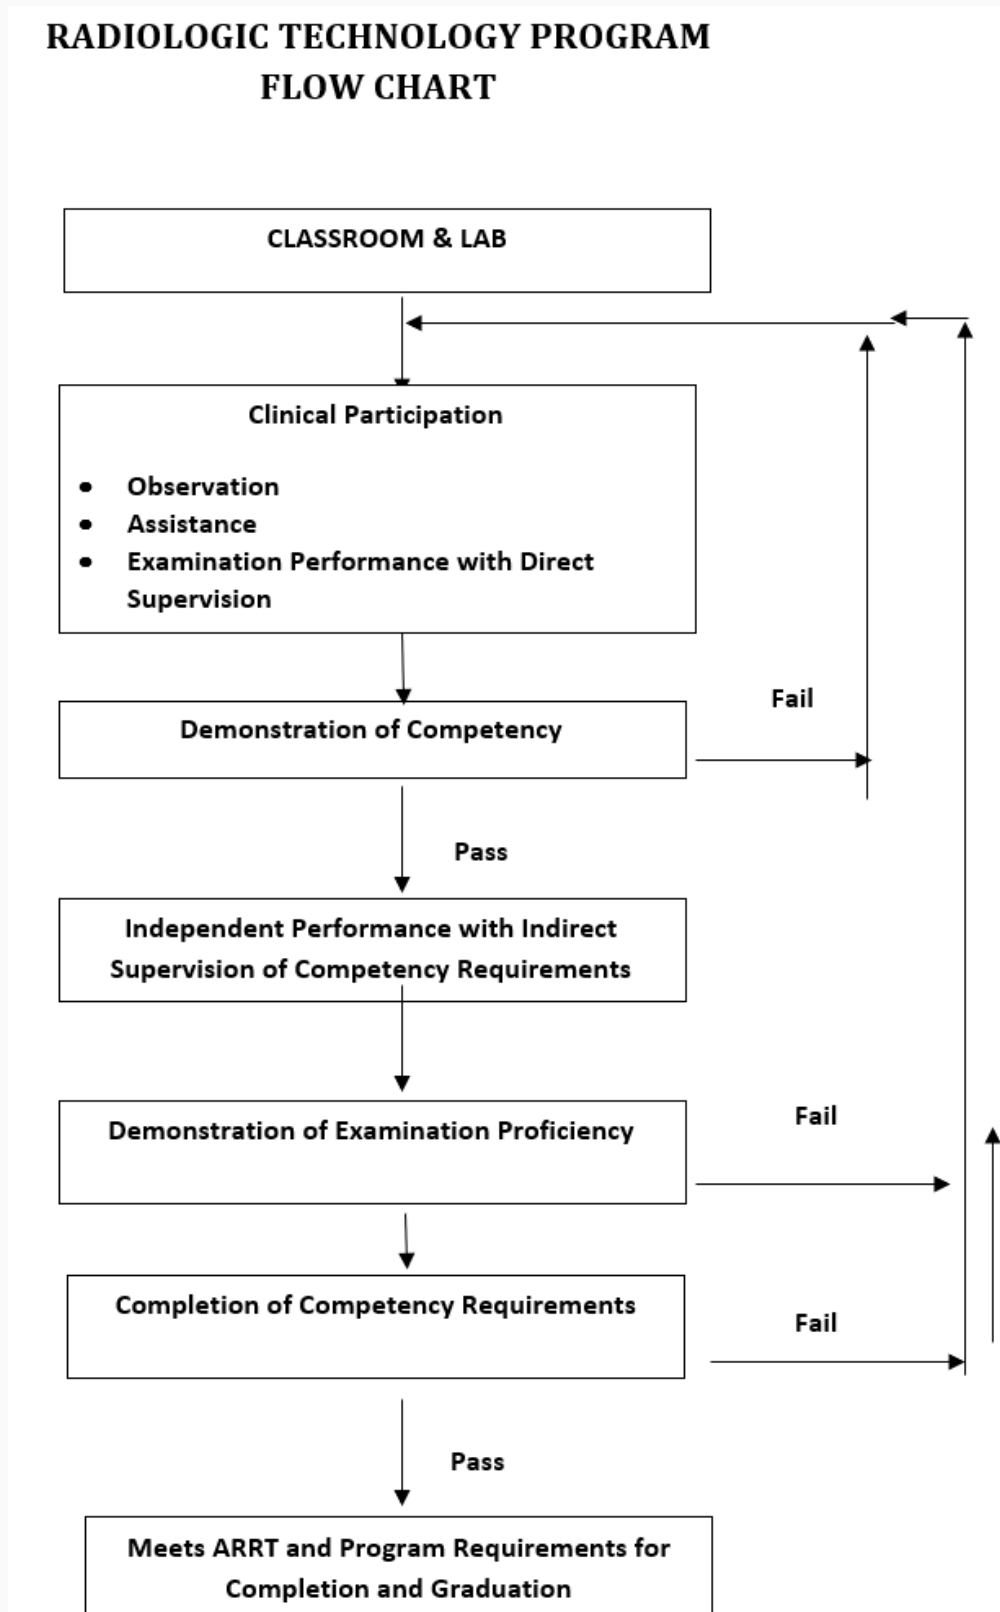 RADIOLOGIC TECHNOLOGY PROGRAM
FLOW CHART
CLASSROOM & LAB
Clinical Participation
• Observation
• Assistance
• Examination Performance with Direct
Supervision
Demonstration of Competency
Fail
Pass
Independent Performance with Indirect
Supervision of Competency Requirements
Demonstration of Examination Proficiency
Fail
Completion of Competency Requirements
Fail
Pass
Meets ARRT and Program Requirements for
Completion and Graduation